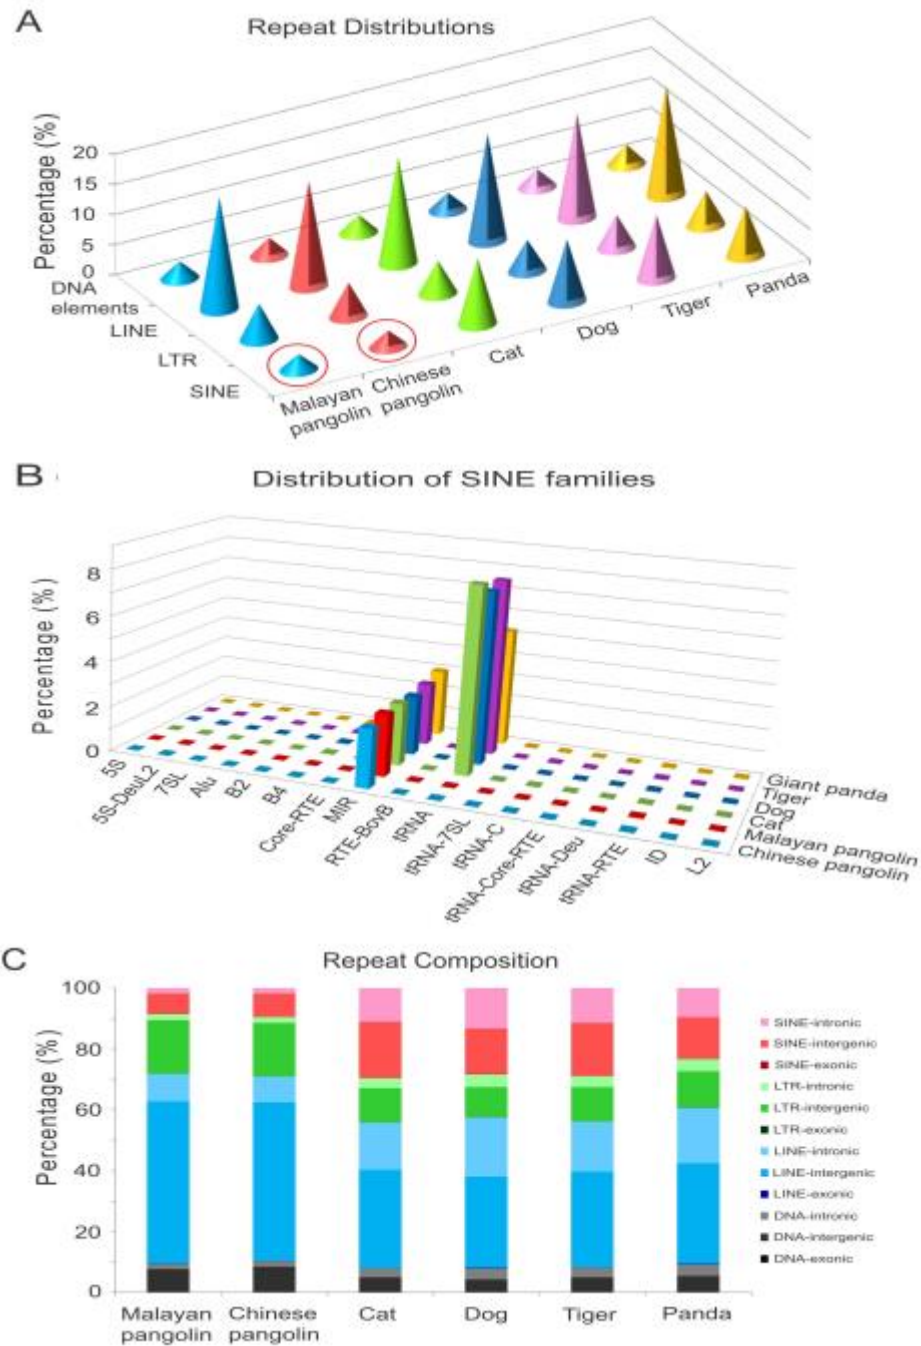 A
Repeat Distributions
Percentage (%)
20
15
10
5
0
DNA
elements
LINE
LTR
SINE
Malayan
pangolin
Chinese
pangolin
Cat
Dog
Tiger
Panda
B
Distribution of SINE families
Percentage (%)
8
6
4
2
0
5S
5S-DeuL2
7SL
Alu
B2
B4
Core-RTE
MIR
RTE-BovB
tRNA
tRNA-7SL
tRNA-C
tRNA-Core-RTE
tRNA-Deu
tRNA-RTE
ID
L2
Giant panda
Tiger
Dog
Cat
Malayan pangolin
Chinese pangolin
C
Repeat Composition
Percentage (%)
100
80
60
40
20
0
Malayan
pangolin
Chinese
pangolin
Cat
Dog
Tiger
Panda
SINE-intronic
SINE-intergenic
SINE-exonic
LTR-intronic
LTR-intergenic
LTR-exonic
LINE-intronic
LINE-intergenic
LINE-exonic
DNA-intronic
DNA-intergenic
DNA-exonic